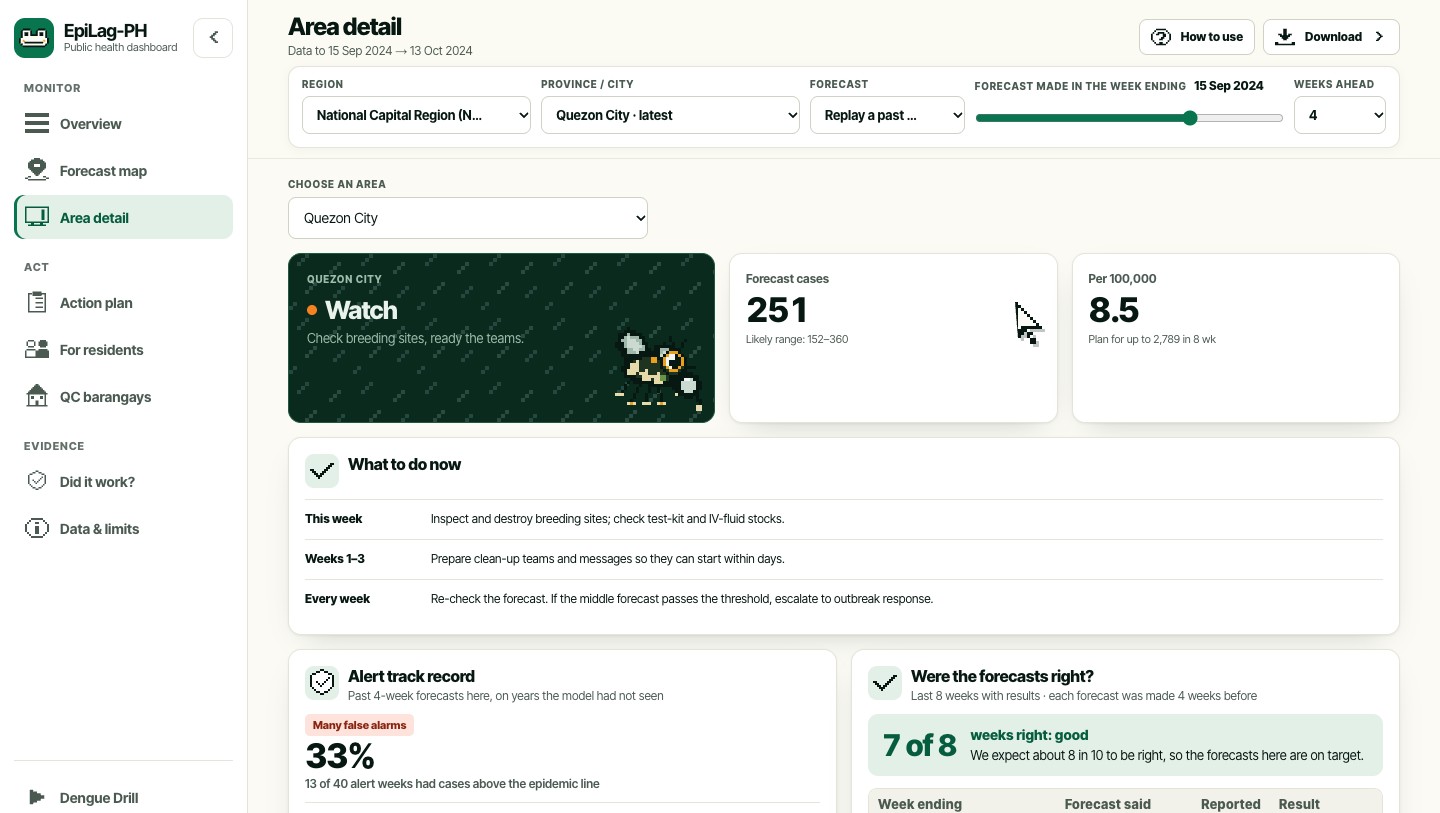 EpiLag-PH
Public health dashboard
MONITOR
Overview
Forecast map
Area detail
ACT
Action plan
For residents
QC barangays
EVIDENCE
Did it work?
Data & limits
Dengue Drill
Area detail
Data to 15 Sep 2024 → 13 Oct 2024
How to use
Download
REGION
National Capital Region (N...
PROVINCE / CITY
Quezon City · latest
FORECAST
Replay a past ...
FORECAST MADE IN THE WEEK ENDING 15 Sep 2024
WEEKS AHEAD
4
CHOOSE AN AREA
Quezon City
QUEZON CITY
Watch
Check breeding sites, ready the teams.
Forecast cases
251
Likely range: 152–360
Per 100,000
8.5
Plan for up to 2,789 in 8 wk
What to do now
This week Inspect and destroy breeding sites; check test-kit and IV-fluid stocks.
Weeks 1–3 Prepare clean-up teams and messages so they can start within days.
Every week Re-check the forecast. If the middle forecast passes the threshold, escalate to outbreak response.
Alert track record
Past 4-week forecasts here, on years the model had not seen
Many false alarms
33%
13 of 40 alert weeks had cases above the epidemic line
Were the forecasts right?
Last 8 weeks with results · each forecast was made 4 weeks before
7 of 8
weeks right: good
We expect about 8 in 10 to be right, so the forecasts here are on target.
Week ending Forecast said Reported Result